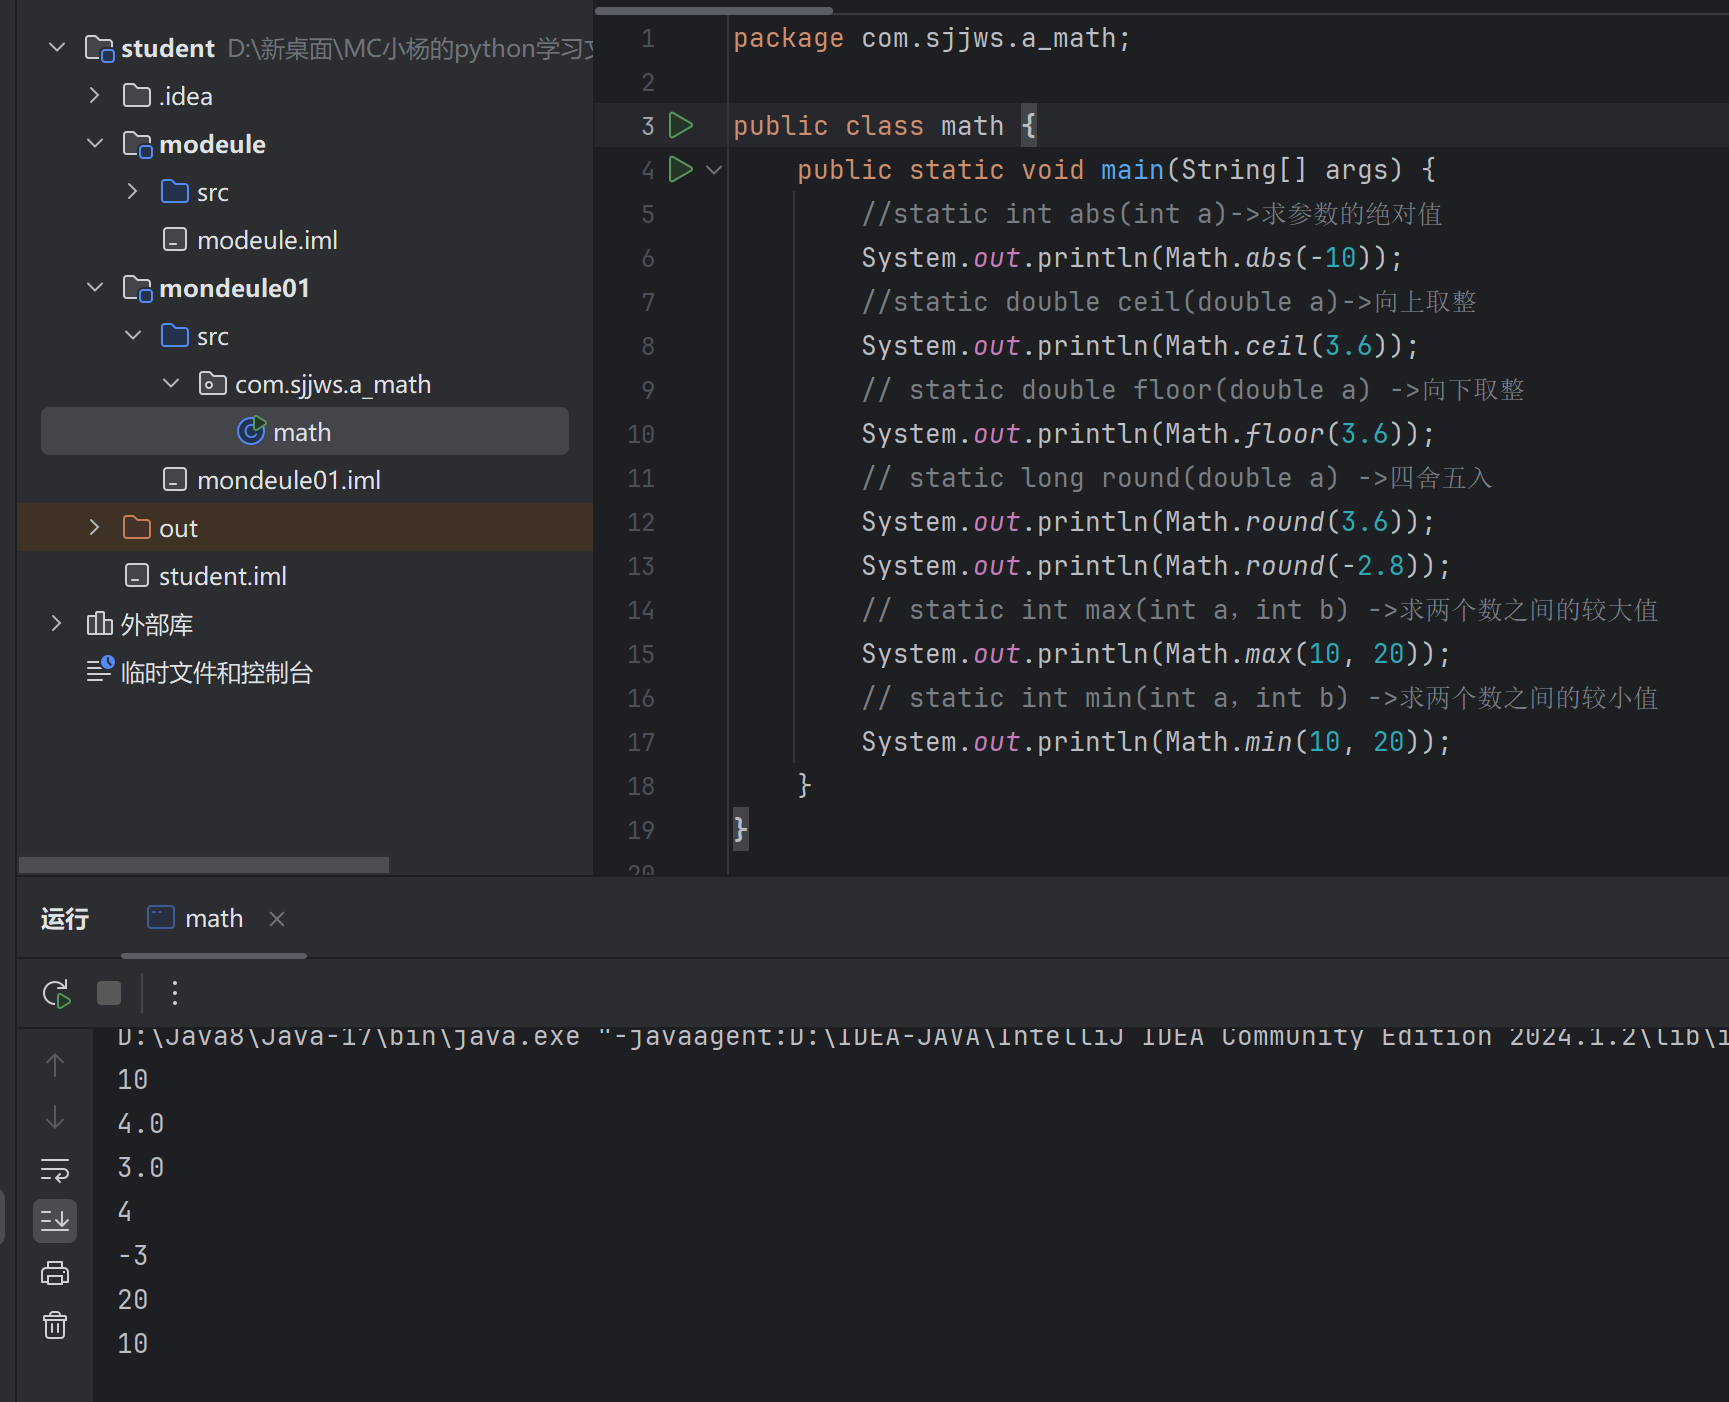 student D:\新桌面\MC小杨的python学习文
.idea
modeule
src
modeule.iml
mondeule01
src
com.sjjws.a_math
math
mondeule01.iml
out
student.iml
外部库
临时文件和控制台
1 package com.sjjws.a_math;
2
3 public class math {
4 public static void main(String[] args) {
5 //static int abs(int a)->求参数的绝对值
6 System.out.println(Math.abs(-10));
7 //static double ceil(double a)->向上取整
8 System.out.println(Math.ceil(3.6));
9 // static double floor(double a) ->向下取整
10 System.out.println(Math.floor(3.6));
11 // static long round(double a) ->四舍五入
12 System.out.println(Math.round(3.6));
13 System.out.println(Math.round(-2.8));
14 // static int max(int a，int b) ->求两个数之间的较大值
15 System.out.println(Math.max(10, 20));
16 // static int min(int a，int b) ->求两个数之间的较小值
17 System.out.println(Math.min(10, 20));
18 }
19 }
20
运行 math
D:\Java8\Java-17\bin\java.exe "-javaagent:D:\IDEA-JAVA\IntelliJ IDEA Community Edition 2024.1.2\lib\i
10
4.0
3.0
4
-3
20
10